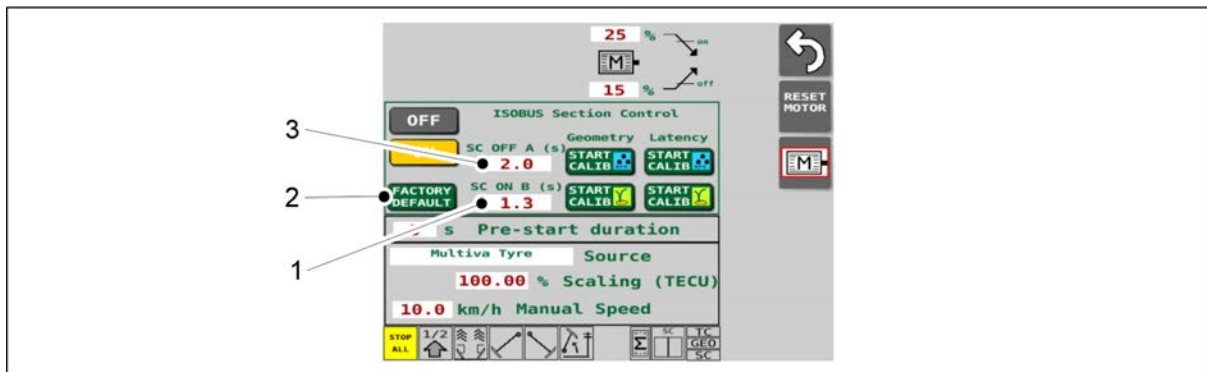 25 %
on
M
15 %
off
RESET
MOTOR
OFF
ISOBUS Section Control
Geometry Latency
3
SC OFF A (s)
2.0
START
CALIB
START
CALIB
M
2
FACTORY
DEFAULT
SC ON B (s)
1.3
START
CALIB
START
CALIB
s Pre-start duration
1
Multiva Tyre Source
100.00 % Scaling (TECU)
10.0 km/h Manual Speed
STOP
ALL
1/2
Σ
SC
TC
GEO
SC